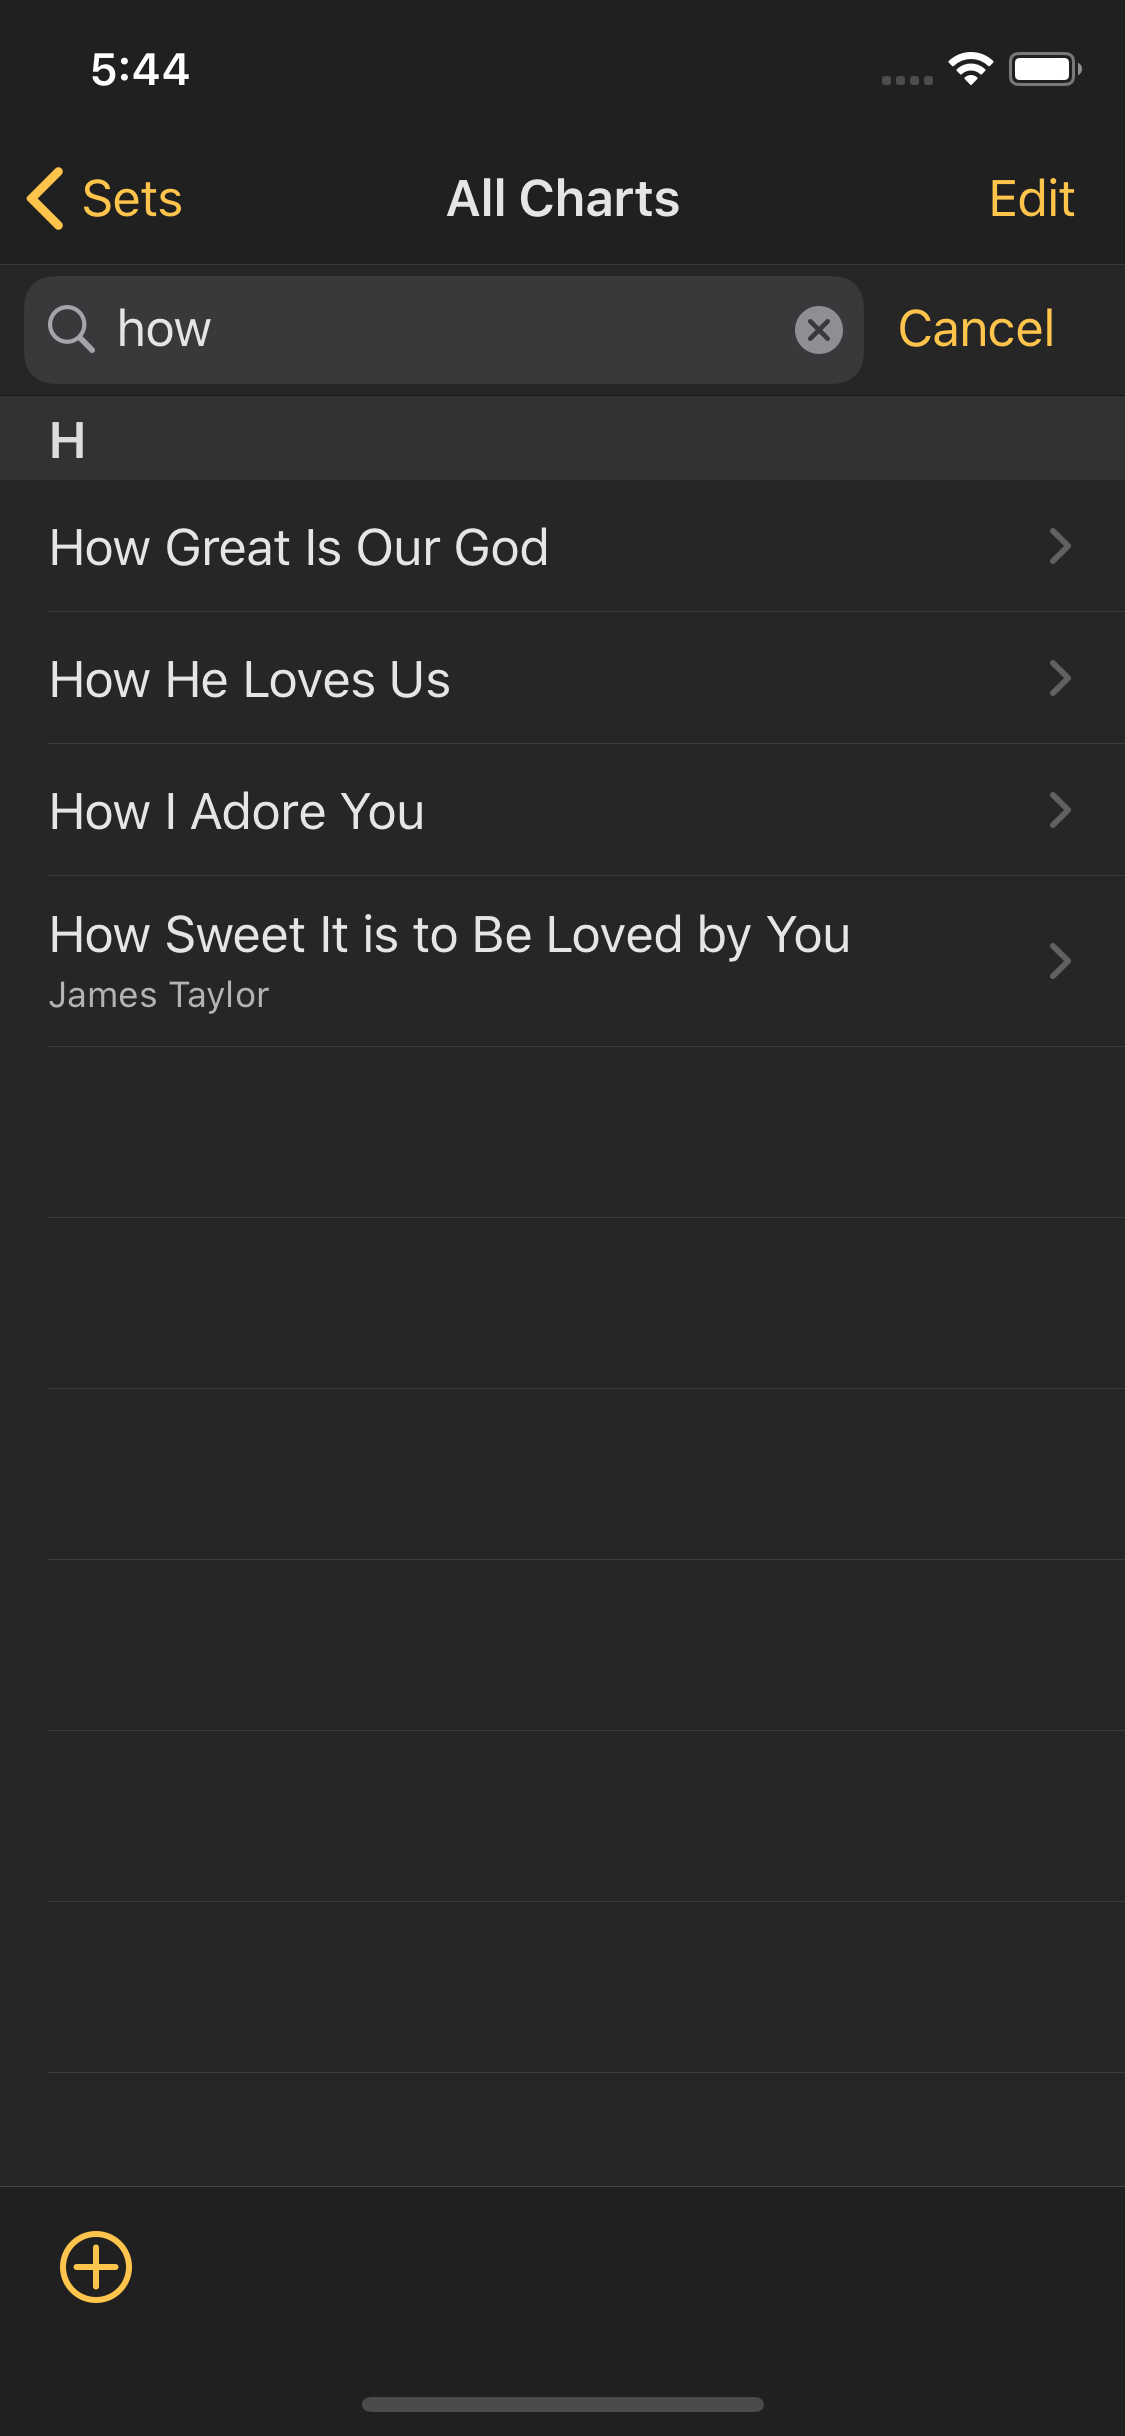 5:44
Sets
All Charts
Edit
how
Cancel
H
How Great Is Our God
How He Loves Us
How I Adore You
How Sweet It is to Be Loved by You
James Taylor